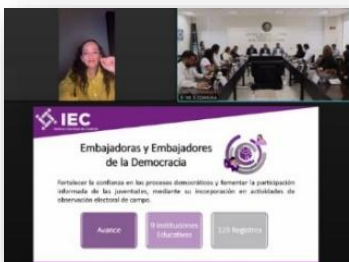 IEC
Embajadoras y Embajadores
de la Democracia
Fortalecer la confianza en los procesos democráticos y fomentar la participación
informada de las juventudes, mediante su incorporación en actividades de
observación electoral de campo.
Avance
9 Instituciones
Educativas
Registros